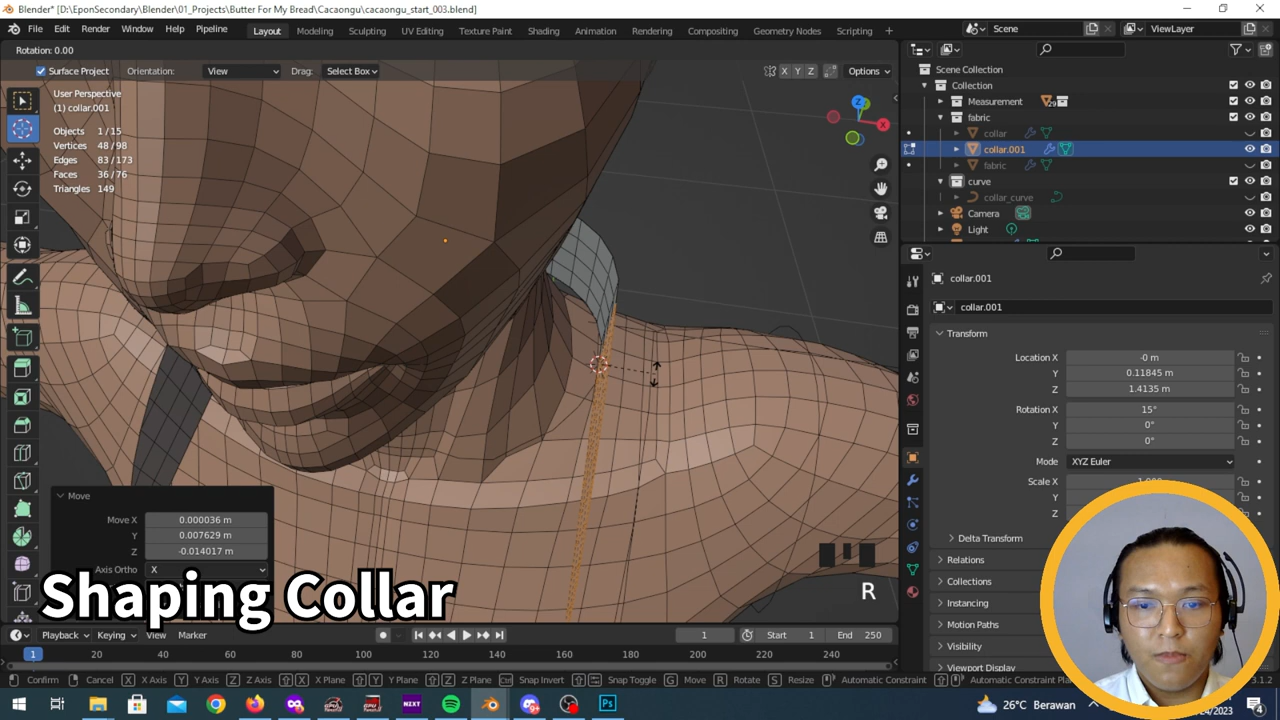 Blender* [D:\EponSecondary\Blender\01_Projects\Butter For My Bread\Cacaongu\cacaongu_start_003.blend]
File Edit Render Window Help Pipeline Layout Modeling Sculpting UV Editing Texture Paint Shading Animation Rendering Compositing Geometry Nodes Scripting + Scene ViewLayer
Rotation: 0.00
Surface Project Orientation: View Drag: Select Box X Y Z Options
User Perspective
(1) collar.001
Objects 1/15
Vertices 48/98
Edges 83/173
Faces 36/76
Triangles 149
Z
X
Scene Collection
Collection
Measurement
29
fabric
collar
collar.001
fabric
curve
collar_curve
Camera
Light
collar.001
collar.001
Transform
Location X -0 m
Y 0.11845 m
Z 1.4135 m
Rotation X 15°
Y 0°
Z 0°
Mode XYZ Euler
Scale X
Y
Z
Delta Transform
Relations
Collections
Instancing
Motion Paths
Visibility
Viewport Display
Move
Move X 0.000036 m
Y 0.007629 m
Z -0.014017 m
Axis Ortho X
Shaping Collar
R
Playback Keying View Marker 1 Start 1 End 250
1 20 40 60 80 100 120 140 160 180 200 220 240
Confirm Cancel X X Axis Y Y Axis Z Z Axis X X Plane Y Y Plane Z Z Plane Snap Invert Snap Toggle G Move R Rotate S Resize Automatic Constraint Automatic Constraint Plane 3.1.2
NZXT Ps 26°C Berawan /2023 4